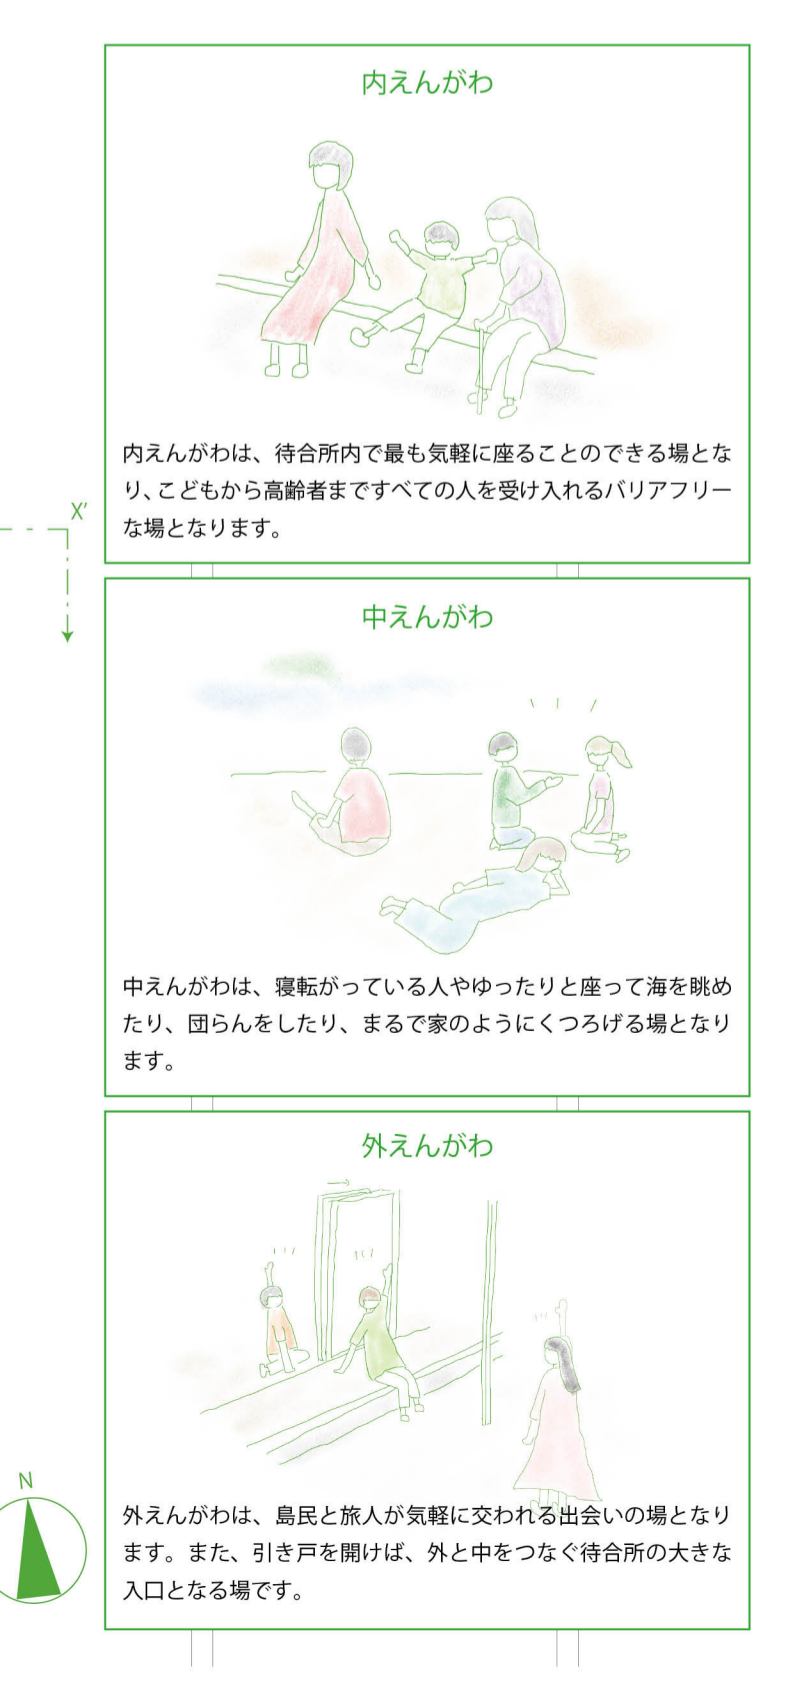 内えんがわ
内えんがわは、待合所内で最も気軽に座ることのできる場とな
り、こどもから高齢者まですべての人を受け入れるバリアフリー
な場となります。
X’
中えんがわ
中えんがわは、寝転がっている人やゆったりと座って海を眺め
たり、団らんをしたり、まるで家のようにくつろげる場となり
ます。
外えんがわ
N
外えんがわは、島民と旅人が気軽に交われる出会いの場となり
ます。また、引き戸を開けば、外と中をつなぐ待合所の大きな
入口となる場です。